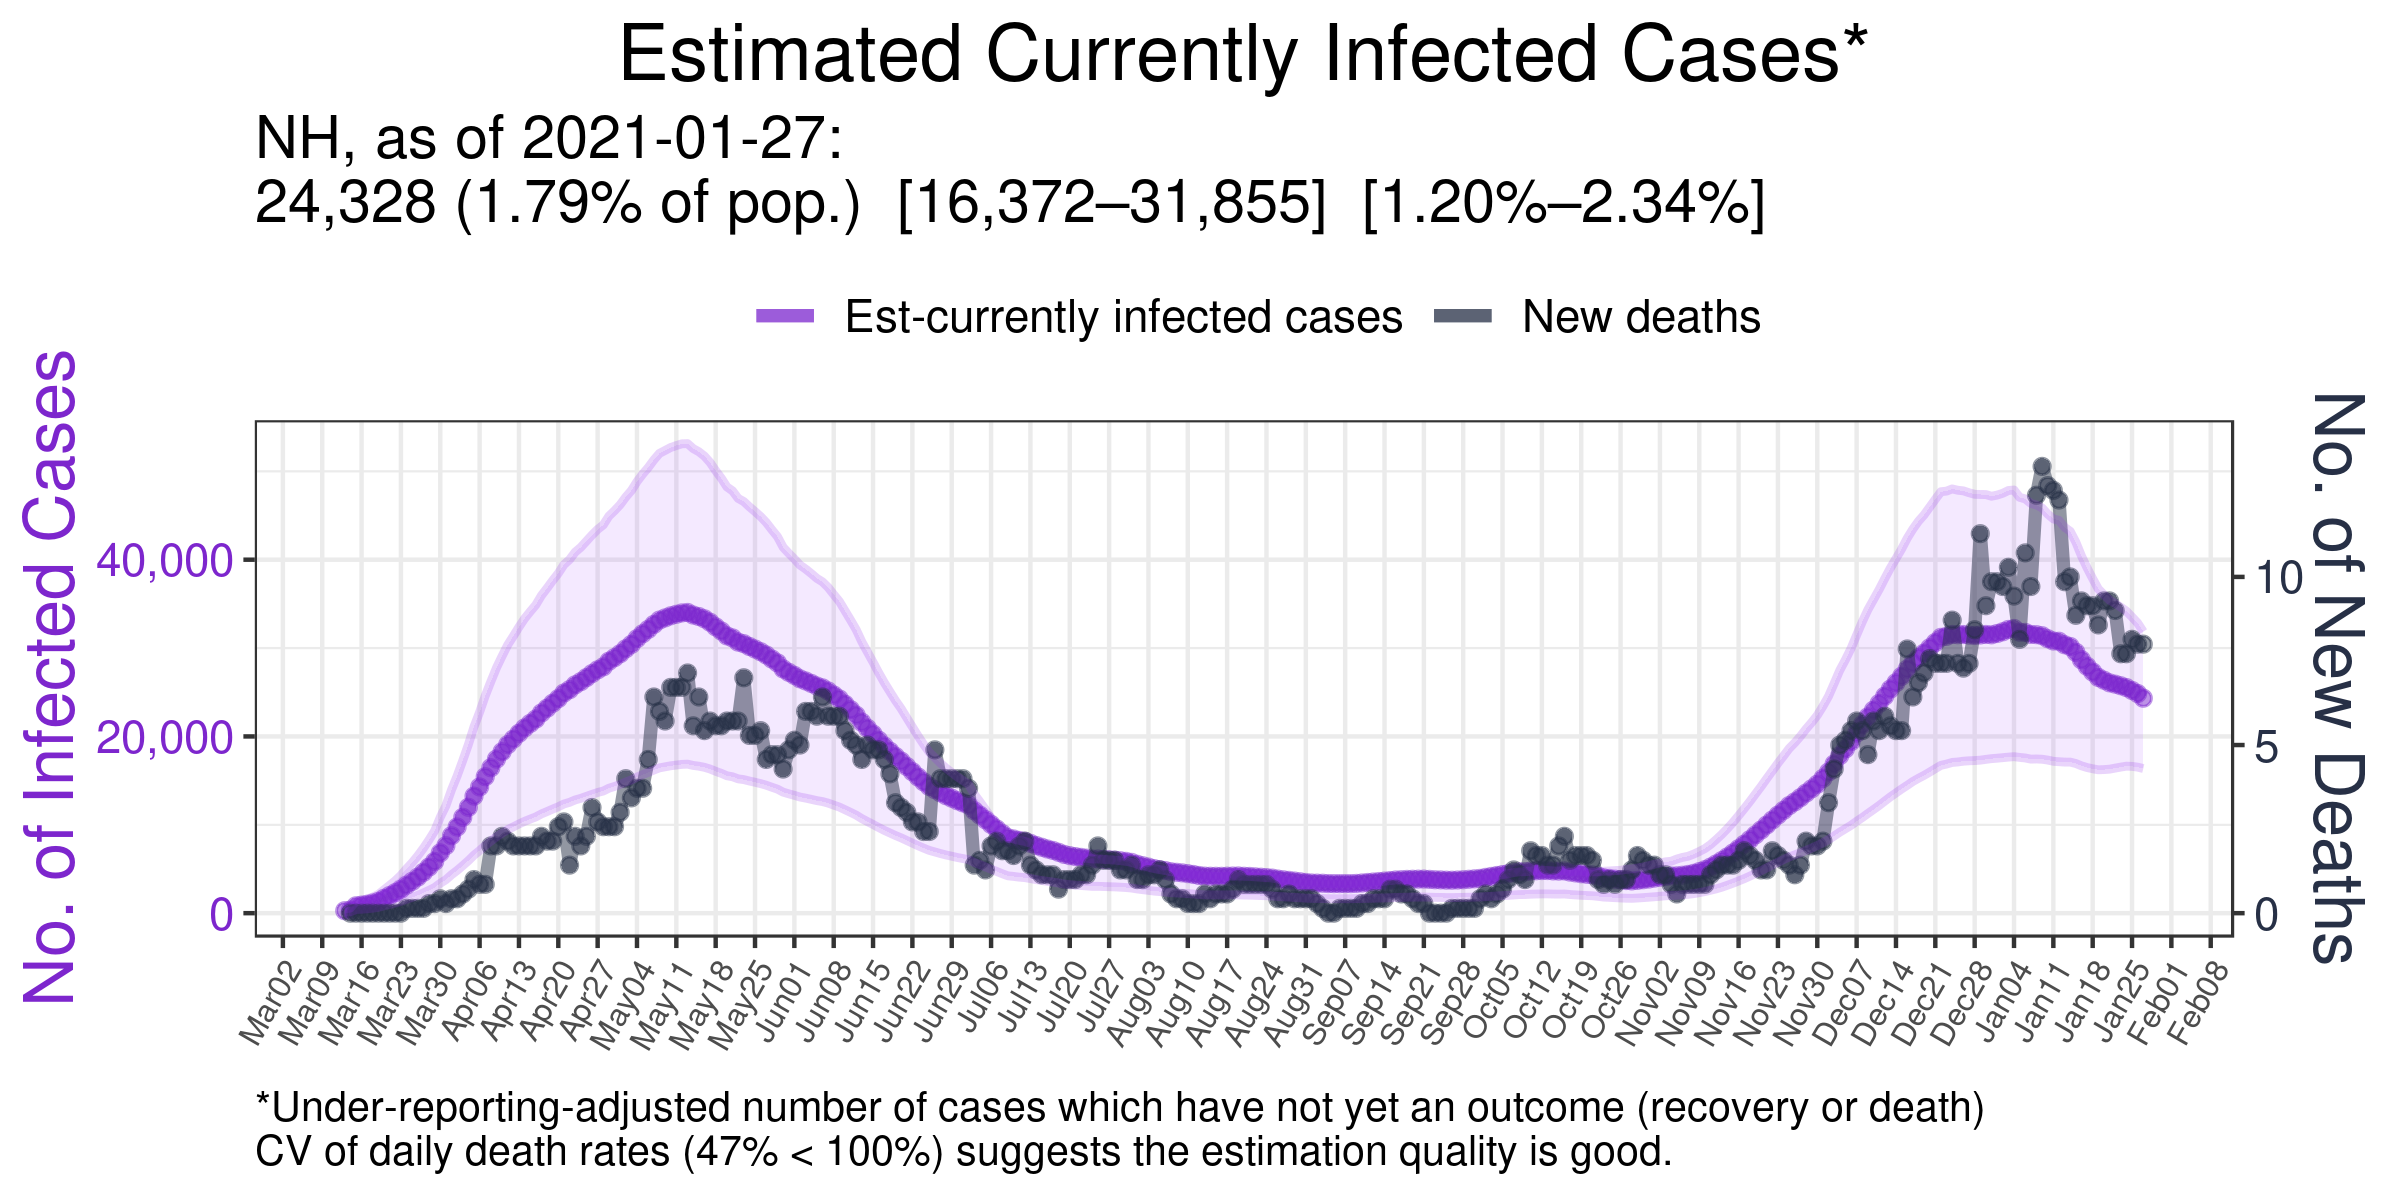 Estimated Currently Infected Cases*
NH, as of 2021-01-27:
24,328 (1.79% of pop.) [16,372–31,855] [1.20%–2.34%]
Est-currently infected cases
New deaths
No. of Infected Cases
40,000
20,000
0
No. of New Deaths
10
5
0
Mar02
Mar09
Mar16
Mar23
Mar30
Apr06
Apr13
Apr20
Apr27
May04
May11
May18
May25
Jun01
Jun08
Jun15
Jun22
Jun29
Jul06
Jul13
Jul20
Jul27
Aug03
Aug10
Aug17
Aug24
Aug31
Sep07
Sep14
Sep21
Sep28
Oct05
Oct12
Oct19
Oct26
Nov02
Nov09
Nov16
Nov23
Nov30
Dec07
Dec14
Dec21
Dec28
Jan04
Jan11
Jan18
Jan25
Feb01
Feb08
*Under-reporting-adjusted number of cases which have not yet an outcome (recovery or death)
CV of daily death rates (47% < 100%) suggests the estimation quality is good.